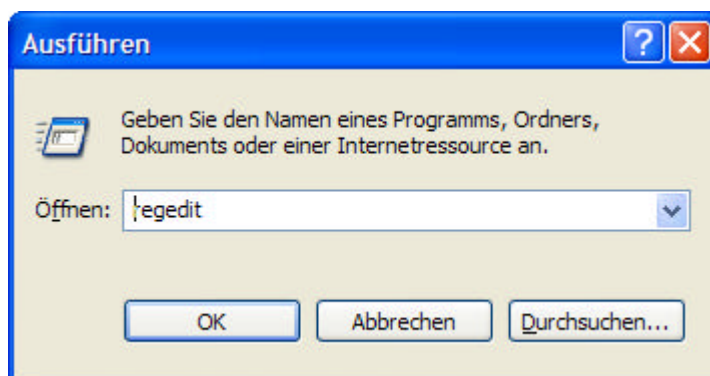 Ausführen
Geben Sie den Namen eines Programms, Ordners,
Dokuments oder einer Internetressource an.
Öffnen: regedit
OK Abbrechen Durchsuchen...